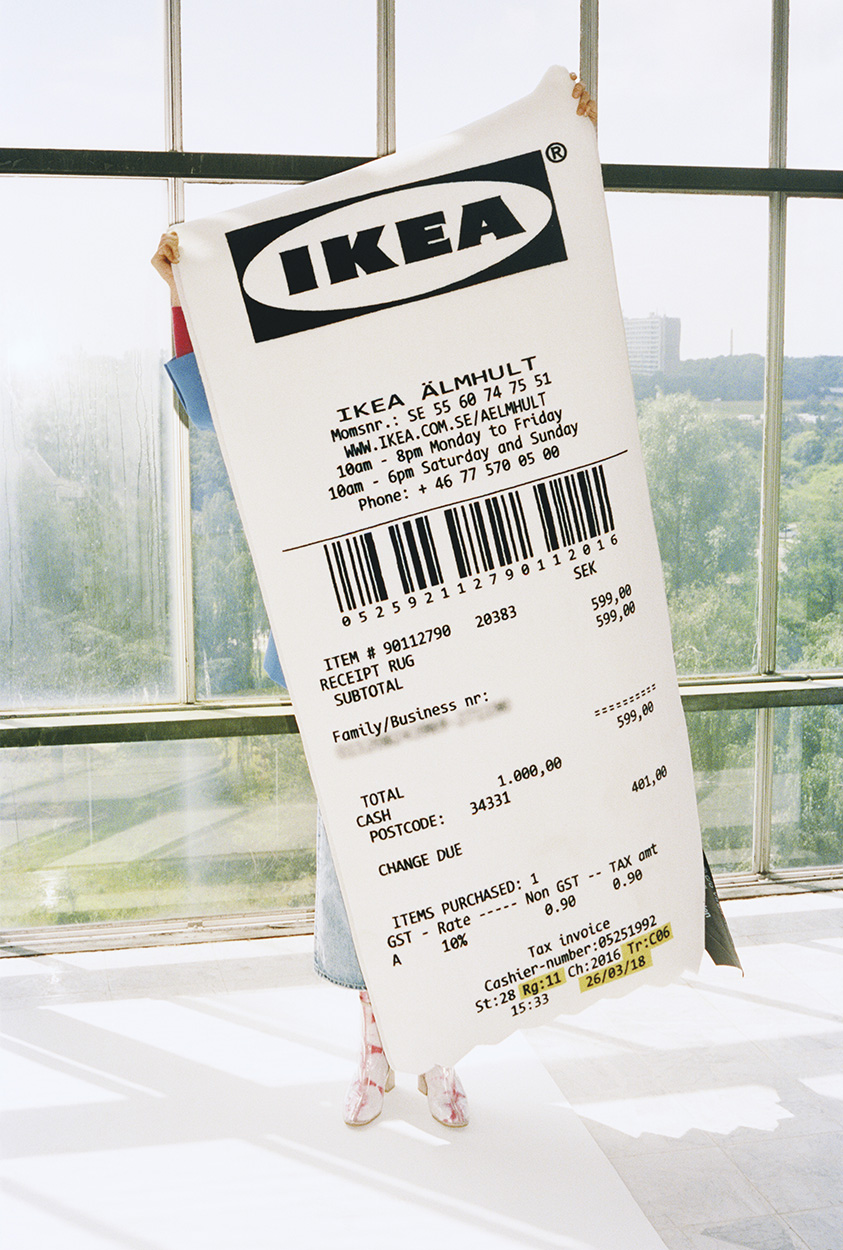 IKEA®
IKEA ÄLMHULT
Momsnr.: SE 55 60 74 75 51
WWW.IKEA.COM.SE/AELMHULT
10am - 8pm Monday to Friday
10am - 6pm Saturday and Sunday
Phone: + 46 77 570 05 00
052592112790112016
SEK
ITEM # 90112790 20383 599,00
RECEIPT RUG 599,00
SUBTOTAL
Family/Business nr:
==========
599,00
TOTAL 1.000,00
CASH
POSTCODE: 34331 401,00
CHANGE DUE
ITEMS PURCHASED: 1
GST - Rate ----- Non GST -- TAX amt
A 10% 0.90 0.90
Tax invoice
Cashier-number:05251992
St:28 Rg:11 Ch:2016 Tr:C06
15:33 26/03/18